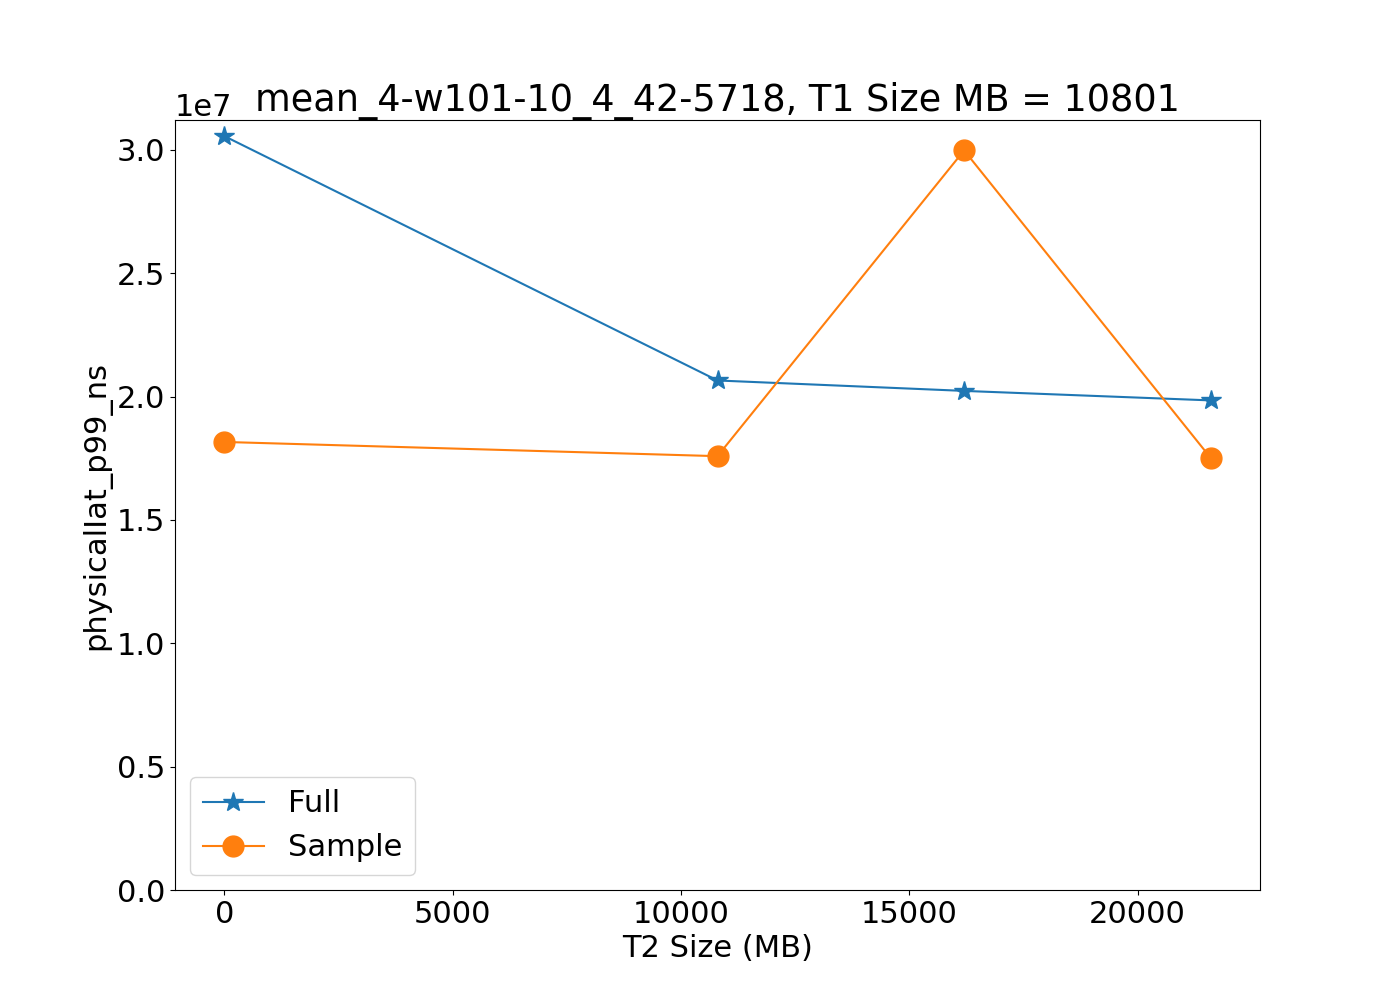 1e7
mean_4-w101-10_4_42-5718, T1 Size MB = 10801
3.0
2.5
2.0
1.5
1.0
0.5
0.0
physicallat_p99_ns
Full
Sample
0 5000 10000 15000 20000
T2 Size (MB)